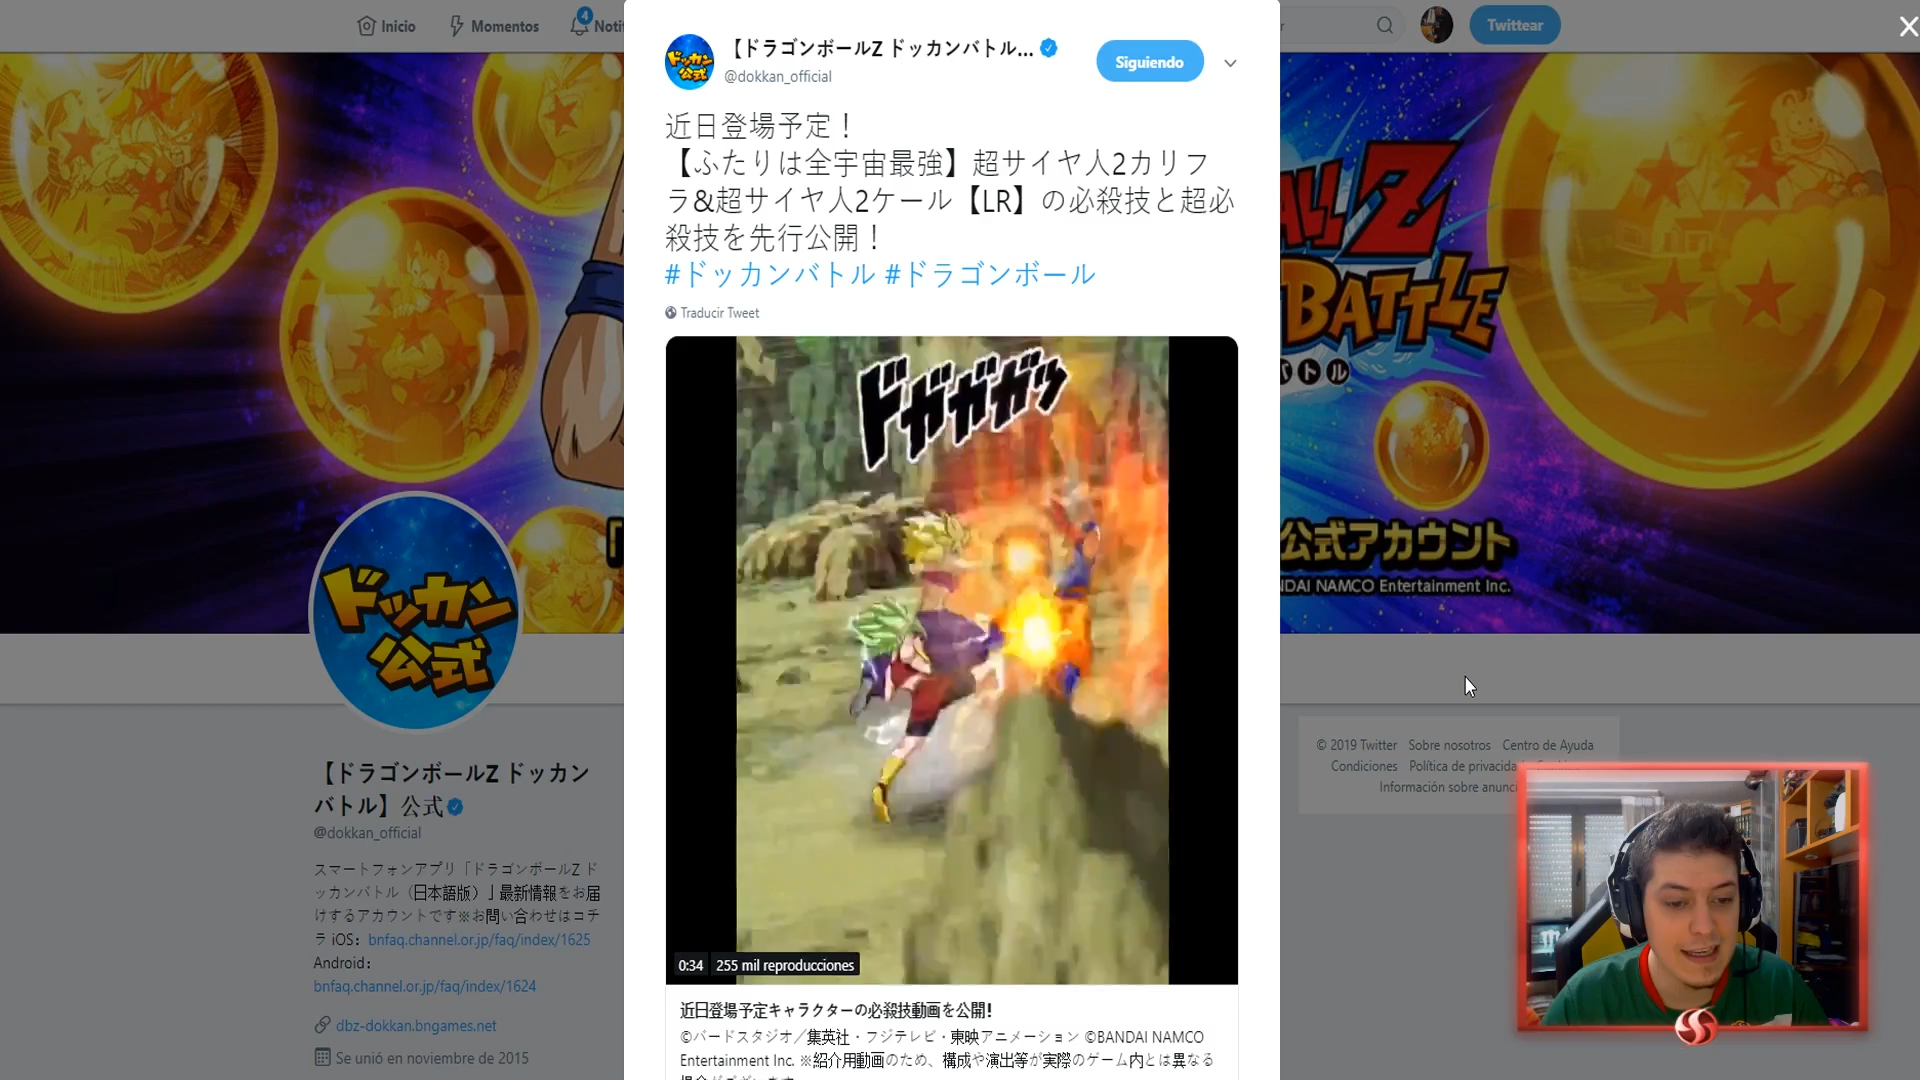 Inicio
Momentos
4
Noti
Twittear
【ドラゴンボールZ ドッカンバトル...
@dokkan_official
Siguiendo
近日登場予定！
【ふたりは全宇宙最強】超サイヤ人2カリフ
ラ&超サイヤ人2ケール【LR】の必殺技と超必
殺技を先行公開！
#ドッカンバトル #ドラゴンボール
Traducir Tweet
ドガガガッ
0:34 255 mil reproducciones
近日登場予定キャラクターの必殺技動画を公開!
©バードスタジオ／集英社・フジテレビ・東映アニメーション ©BANDAI NAMCO
Entertainment Inc. ※紹介用動画のため、構成や演出等が実際のゲーム内とは異なる
ALL Z
BATTLE
トル
公式アカウント
DAI NAMCO Entertainment Inc.
ドッカン
公式
【ドラゴンボールZ ドッカン
バトル】公式
@dokkan_official
スマートフォンアプリ「ドラゴンボールZ ド
ッカンバトル（日本語版）」最新情報をお届
けするアカウントです※お問い合わせはコチ
ラ iOS： bnfaq.channel.or.jp/faq/index/1625
Android：
bnfaq.channel.or.jp/faq/index/1624
dbz-dokkan.bngames.net
Se unió en noviembre de 2015
© 2019 Twitter Sobre nosotros Centro de Ayuda
Condiciones Política de privacida
Información sobre anunci